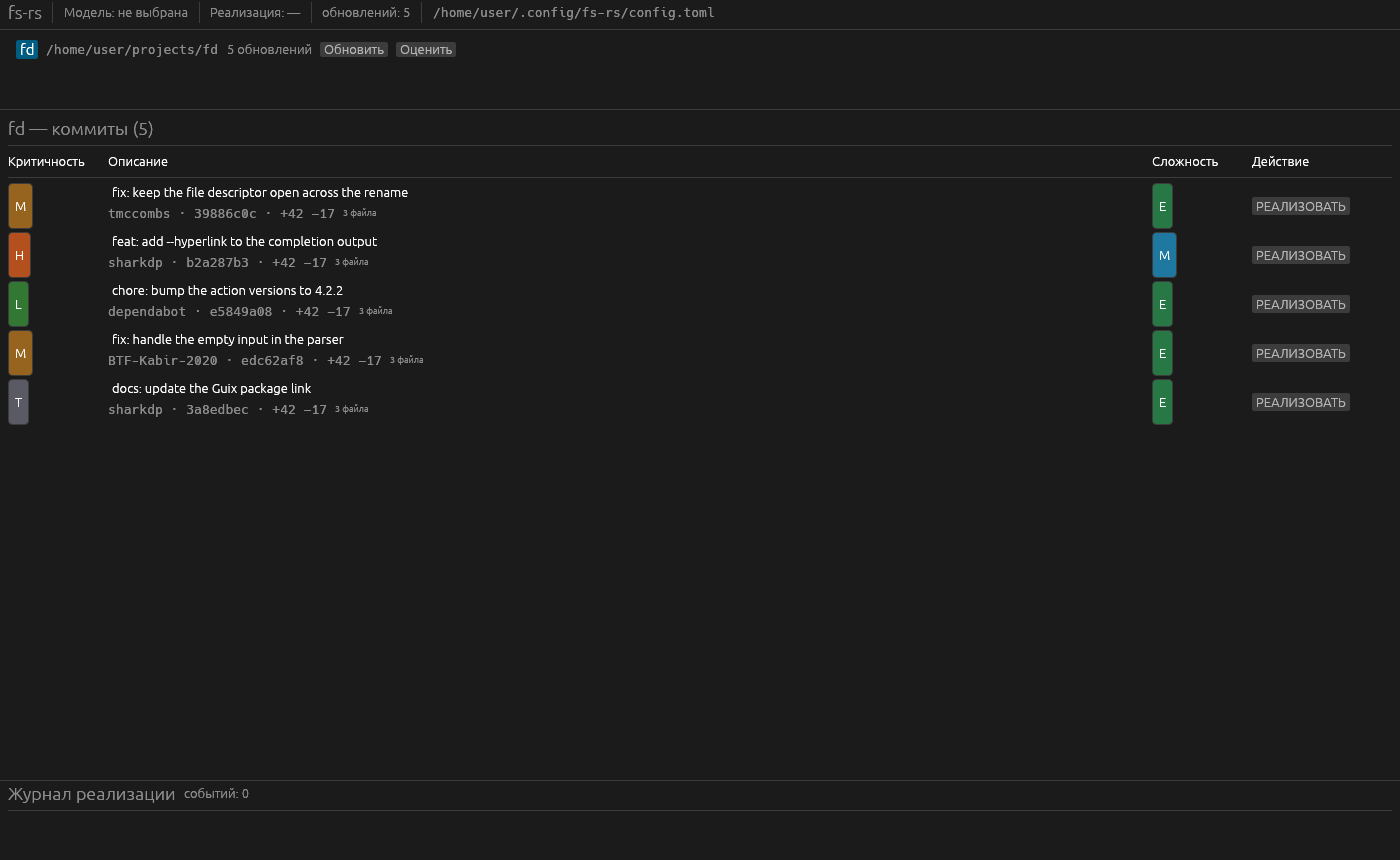 fs-rs Модель: не выбрана Реализация: — обновлений: 5 /home/user/.config/fs-rs/config.toml
fd /home/user/projects/fd 5 обновлений Обновить Оценить
fd — коммиты (5)
Критичность Описание Сложность Действие
M fix: keep the file descriptor open across the rename E РЕАЛИЗОВАТЬ
tmccombs · 39886c0c · +42 −17 3 файла
H feat: add --hyperlink to the completion output M РЕАЛИЗОВАТЬ
sharkdp · b2a287b3 · +42 −17 3 файла
L chore: bump the action versions to 4.2.2 E РЕАЛИЗОВАТЬ
dependabot · e5849a08 · +42 −17 3 файла
M fix: handle the empty input in the parser E РЕАЛИЗОВАТЬ
BTF-Kabir-2020 · edc62af8 · +42 −17 3 файла
T docs: update the Guix package link E РЕАЛИЗОВАТЬ
sharkdp · 3a8edbec · +42 −17 3 файла
Журнал реализации событий: 0